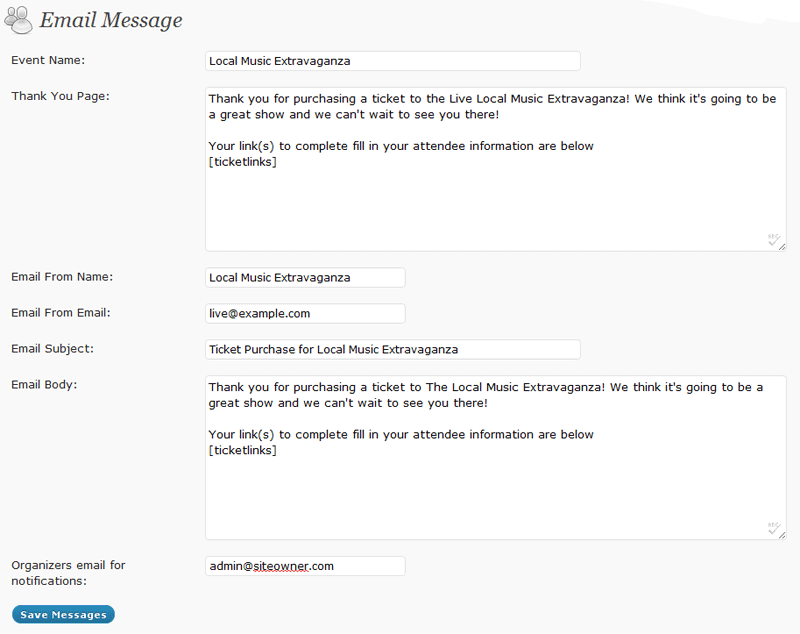 Email Message
Event Name:
Local Music Extravaganza
Thank You Page:
Thank you for purchasing a ticket to the Live Local Music Extravaganza! We think it's going to be
a great show and we can't wait to see you there!
Your link(s) to complete fill in your attendee information are below
[ticketlinks]
Email From Name:
Local Music Extravaganza
Email From Email:
live@example.com
Email Subject:
Ticket Purchase for Local Music Extravaganza
Email Body:
Thank you for purchasing a ticket to The Local Music Extravaganza! We think it's going to be a
great show and we can't wait to see you there!
Your link(s) to complete fill in your attendee information are below
[ticketlinks]
Organizers email for
notifications:
admin@siteowner.com
Save Messages